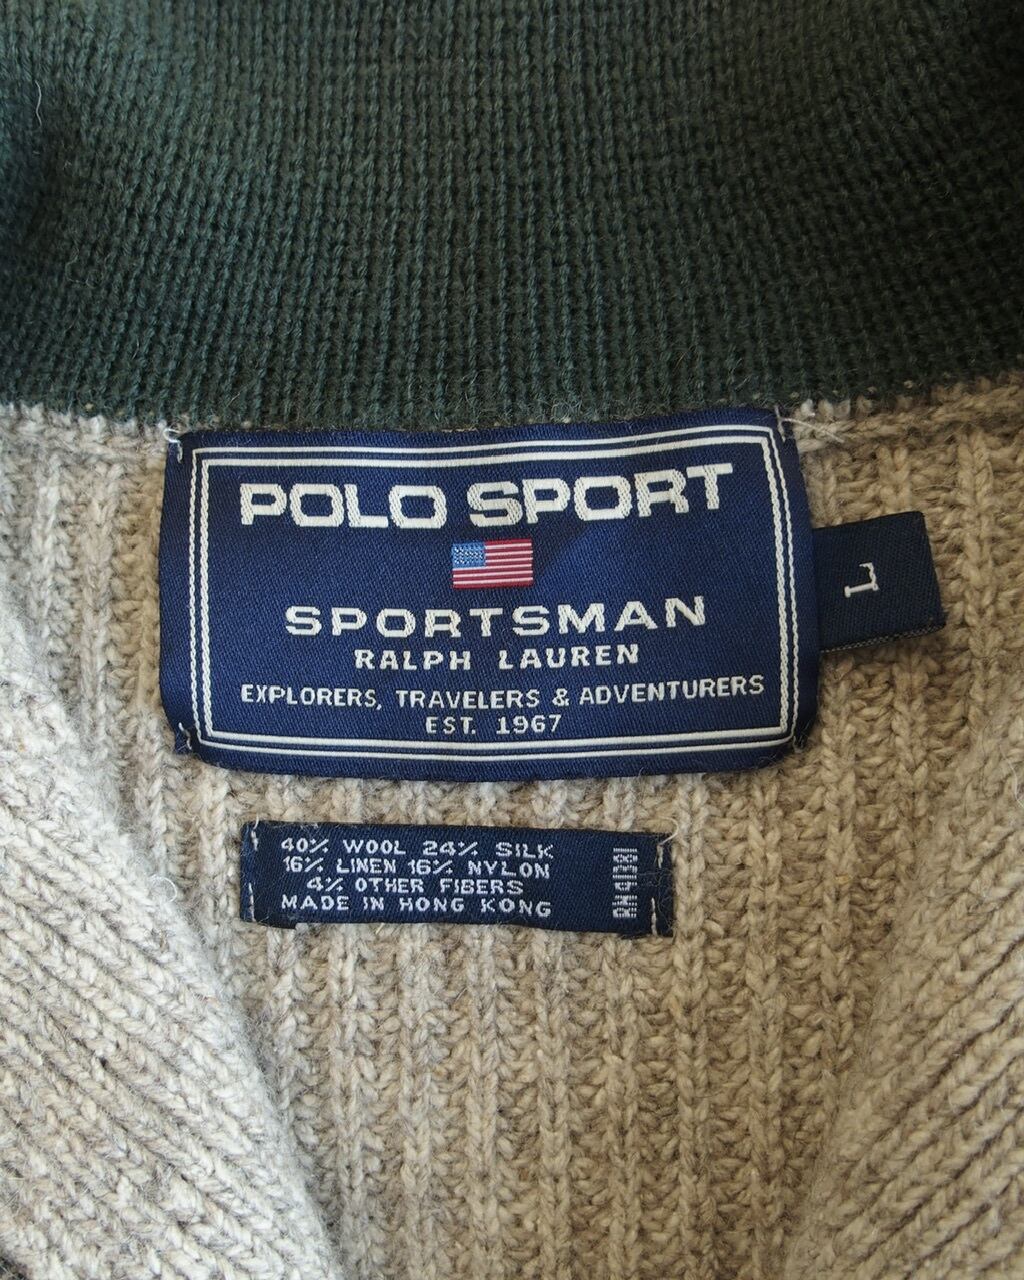 POLO SPORT
SPORTSMAN
RALPH LAUREN
EXPLORERS, TRAVELERS & ADVENTURERS
EST. 1967
L
40% WOOL 24% SILK
16% LINEN 16% NYLON
4% OTHER FIBERS
MADE IN HONG KONG